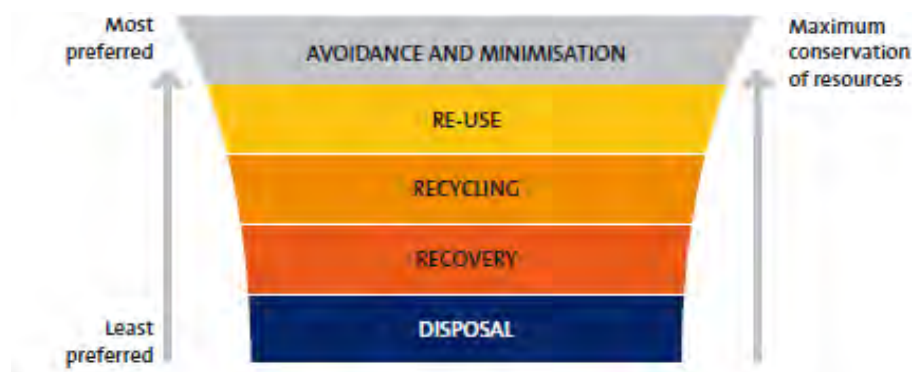 Most
preferred
AVOIDANCE AND MINIMISATION
Maximum
conservation
of resources
RE-USE
RECYCLING
RECOVERY
DISPOSAL
Least
preferred